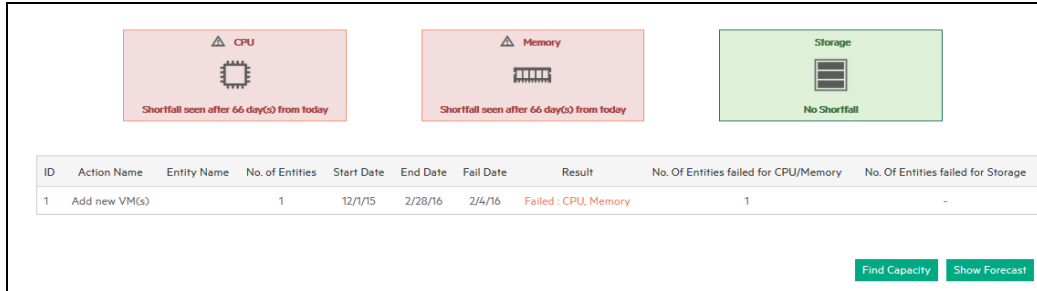 CPU
Memory
Storage
Shortfall seen after 66 day(s) from today
Shortfall seen after 66 day(s) from today
No Shortfall
ID Action Name Entity Name No. of Entities Start Date End Date Fail Date Result No. Of Entities failed for CPU/Memory No. Of Entities failed for Storage
1 Add new VM(s) 1 12/1/15 2/28/16 2/4/16 Failed : CPU, Memory 1 -
Find Capacity Show Forecast